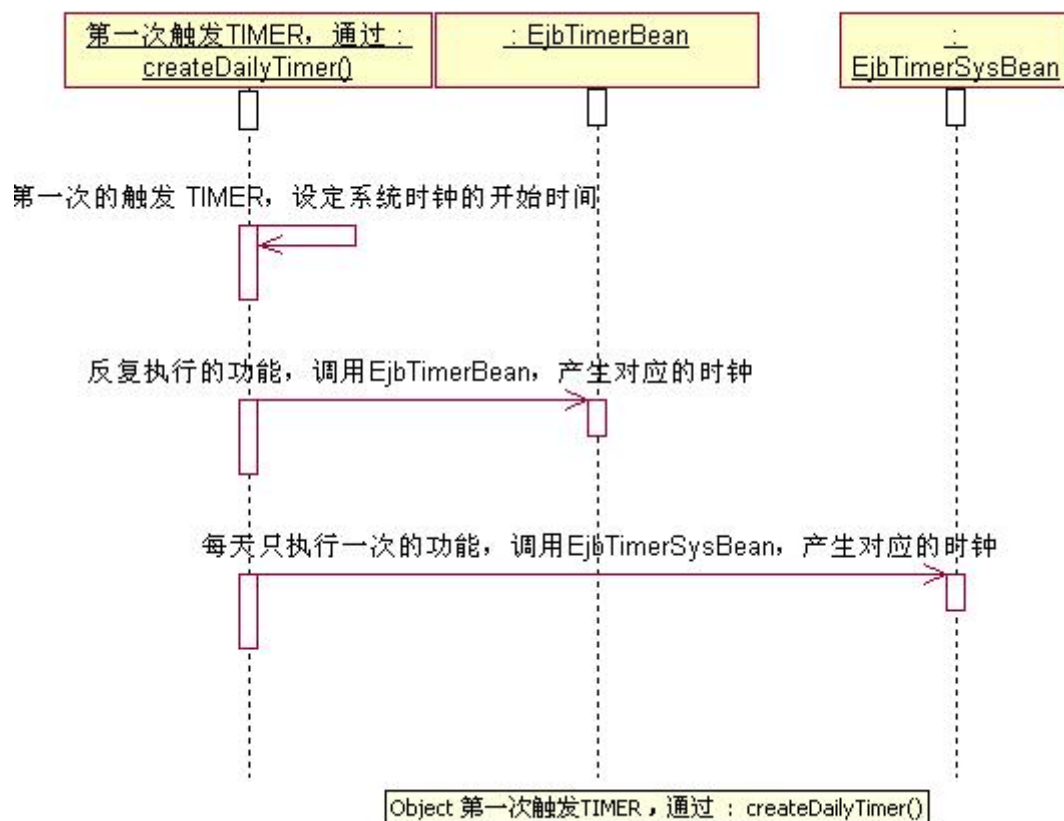 第一次触发TIMER，通过：
createDailyTimer()
：EjbTimerBean
：
EjbTimerSysBean
第一次的触发 TIMER，设定系统时钟的开始时间
反复执行的功能，调用EjbTimerBean，产生对应的时钟
每天只执行一次的功能，调用EjbTimerSysBean，产生对应的时钟
Object 第一次触发TIMER，通过：createDailyTimer()